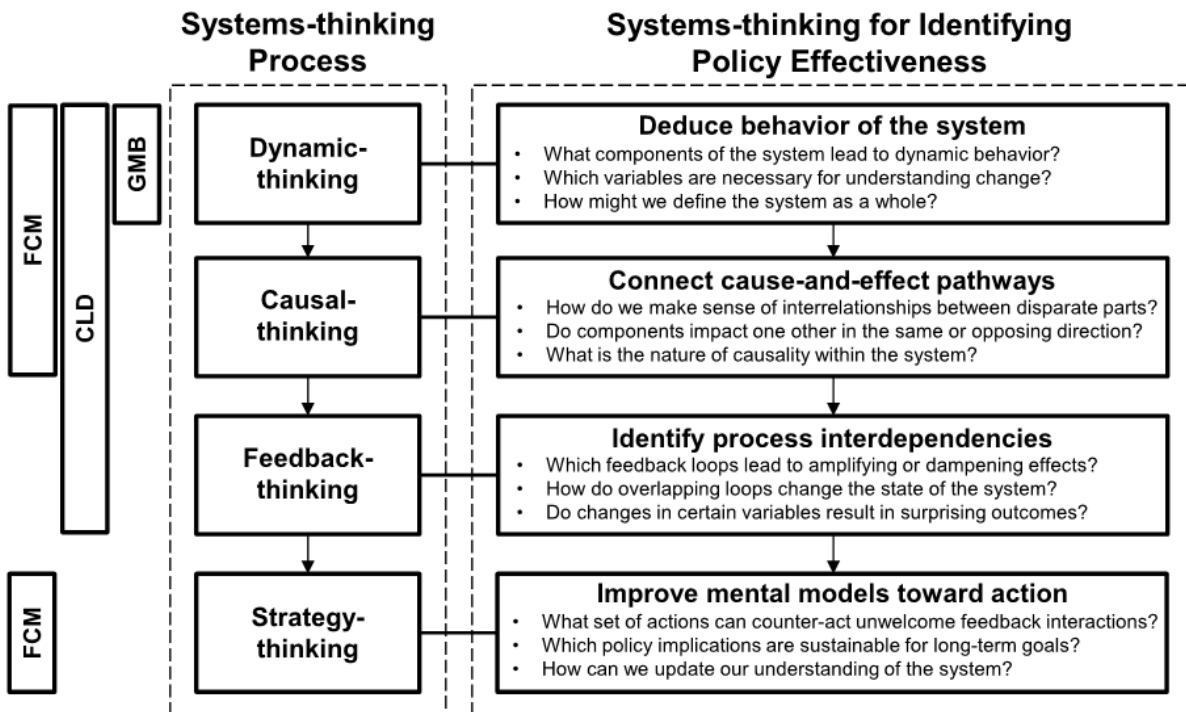 Systems-thinking
Process
Systems-thinking for Identifying
Policy Effectiveness
FCM
CLD
GMB
Dynamic-
thinking
Deduce behavior of the system
• What components of the system lead to dynamic behavior?
• Which variables are necessary for understanding change?
• How might we define the system as a whole?
Causal-
thinking
Connect cause-and-effect pathways
• How do we make sense of interrelationships between disparate parts?
• Do components impact one other in the same or opposing direction?
• What is the nature of causality within the system?
Feedback-
thinking
Identify process interdependencies
• Which feedback loops lead to amplifying or dampening effects?
• How do overlapping loops change the state of the system?
• Do changes in certain variables result in surprising outcomes?
FCM
Strategy-
thinking
Improve mental models toward action
• What set of actions can counter-act unwelcome feedback interactions?
• Which policy implications are sustainable for long-term goals?
• How can we update our understanding of the system?